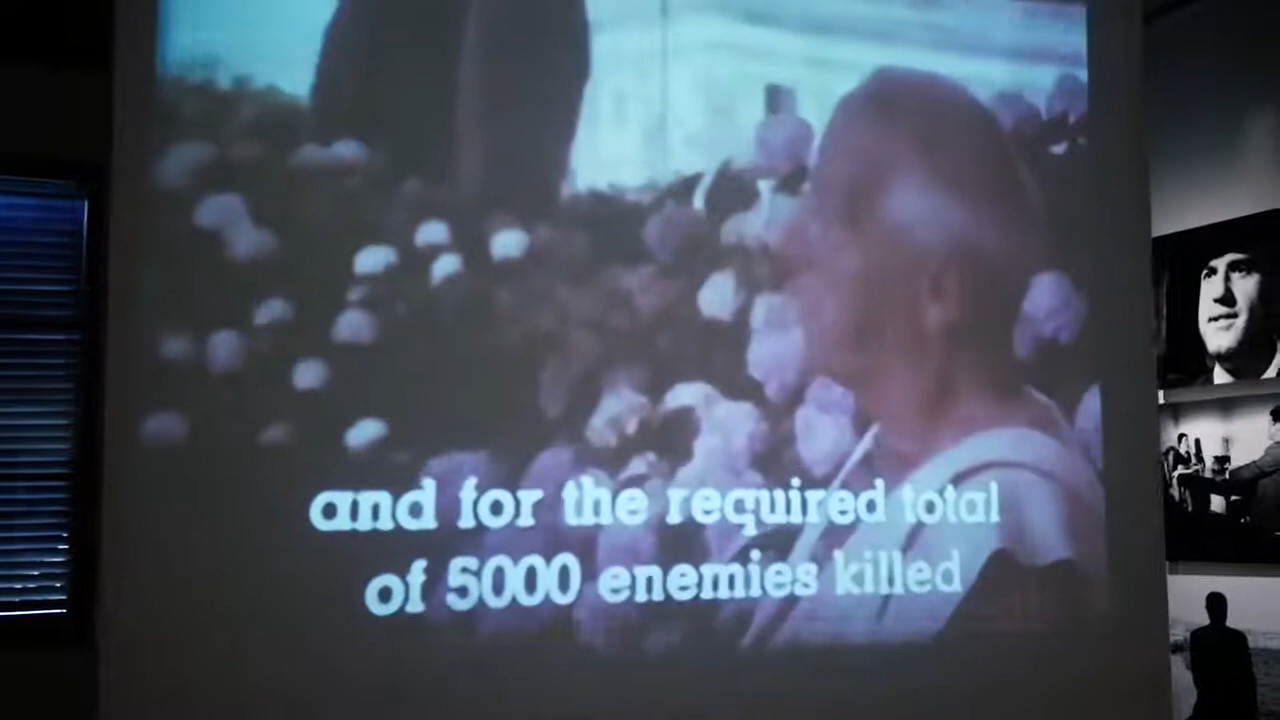 and for the required total
of 5000 enemies killed